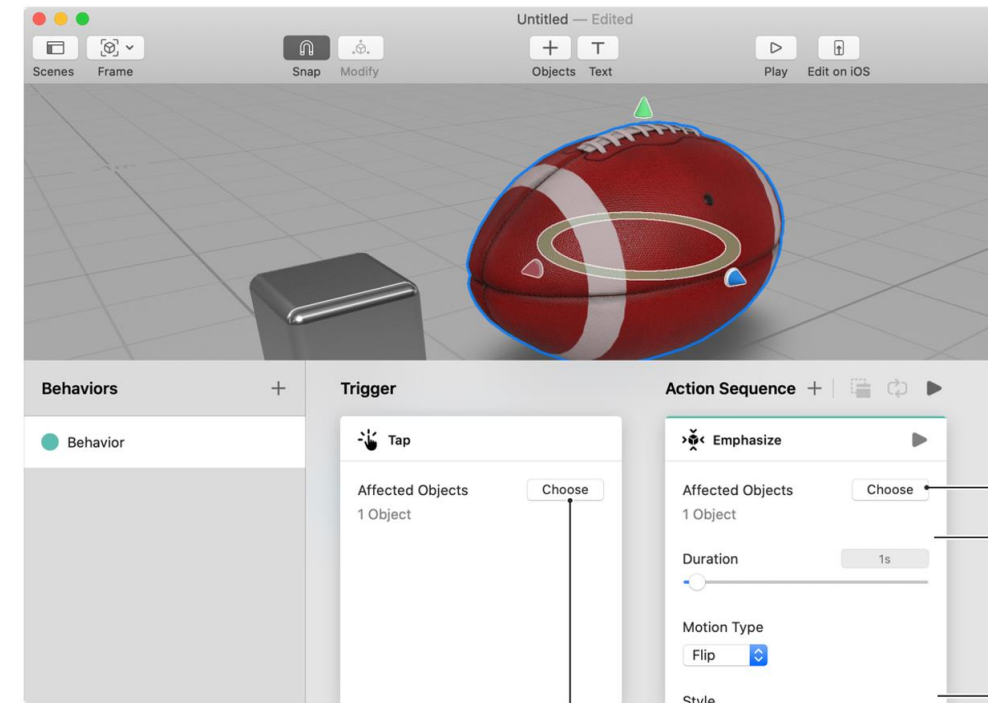 Untitled — Edited
Scenes Frame Snap Modify Objects Text Play Edit on iOS
Behaviors
Trigger
Action Sequence
Behavior
Tap
Emphasize
Affected Objects Choose
1 Object
Affected Objects Choose
1 Object
Duration 1s
Motion Type
Flip
Style